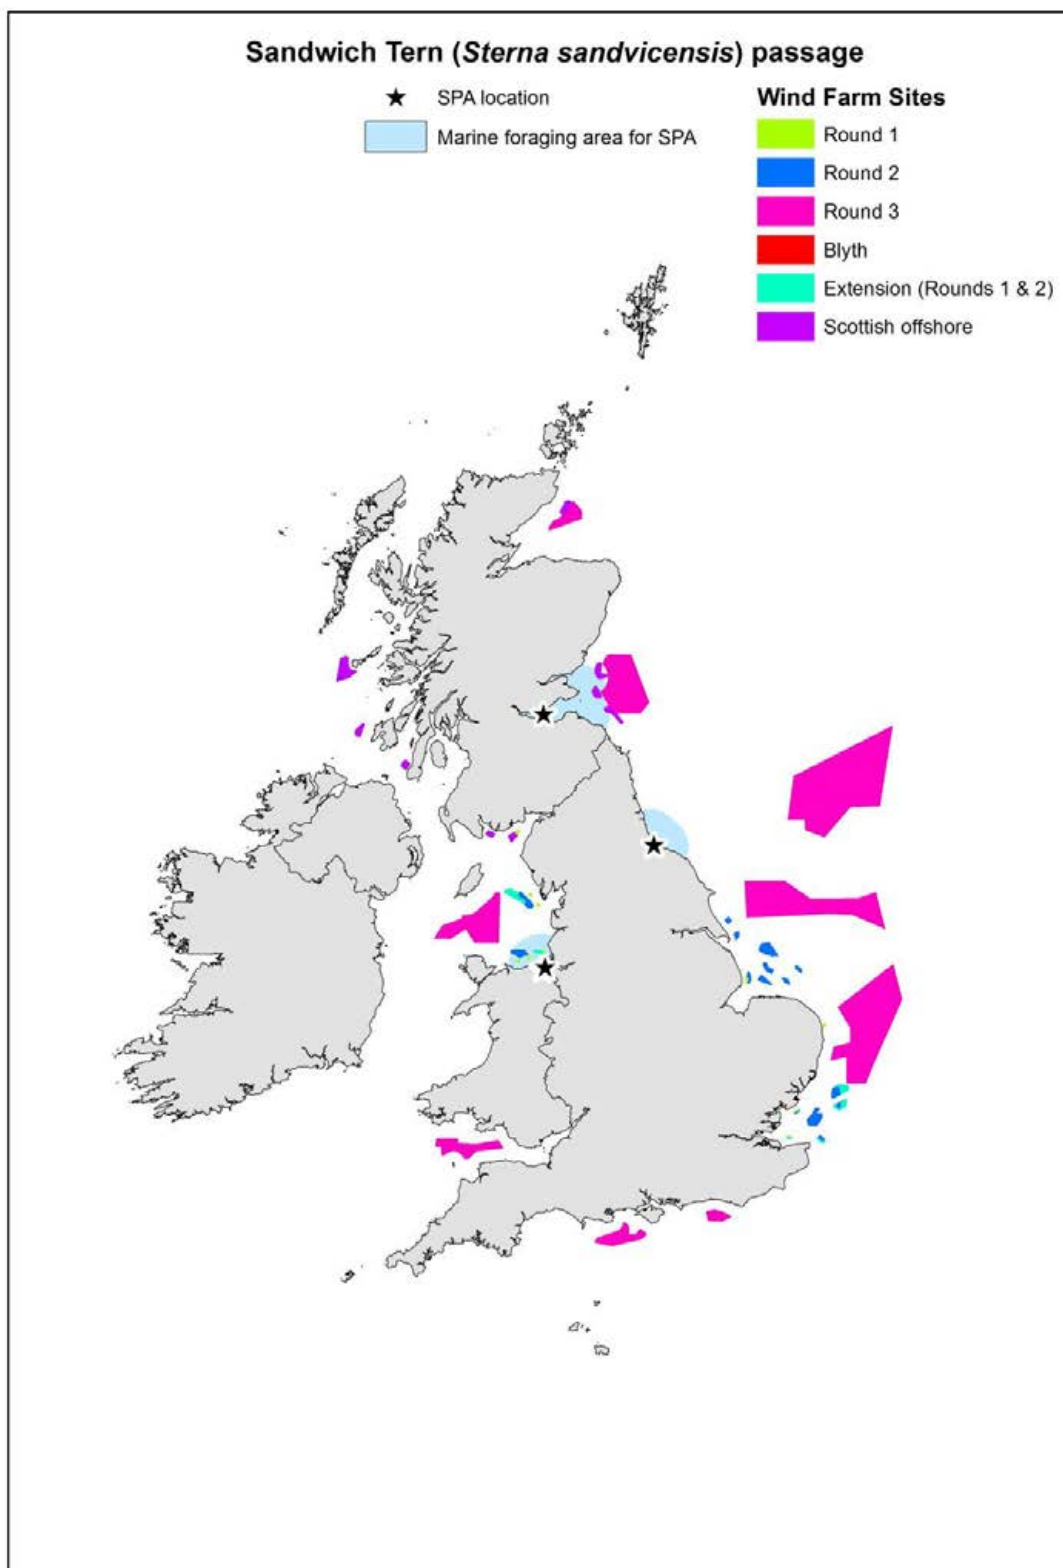 Sandwich Tern (Sterna sandvicensis) passage
SPA location
Marine foraging area for SPA
Wind Farm Sites
Round 1
Round 2
Round 3
Blyth
Extension (Rounds 1 & 2)
Scottish offshore